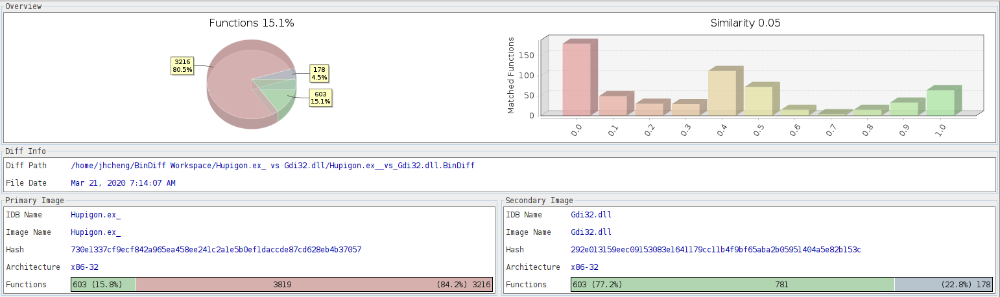 Overview
Functions 15.1%
3216
80.5%
178
4.5%
603
15.1%
Similarity 0.05
Matched Functions
150
100
50
0
0.0 0.1 0.2 0.3 0.4 0.5 0.6 0.7 0.8 0.9 1.0
Diff Info
Diff Path /home/jhcheng/BinDiff Workspace/Hupigon.ex_ vs Gdi32.dll/Hupigon.ex__vs_Gdi32.dll.BinDiff
File Date Mar 21, 2020 7:14:07 AM
Primary Image
IDB Name Hupigon.ex_
Image Name Hupigon.ex_
Hash 730e1337cf9ecf842a965ea458ee241c2a1e5b0ef1daccde87cd628eb4b37057
Architecture x86-32
Functions 603 (15.8%) 3819 (84.2%) 3216
Secondary Image
IDB Name Gdi32.dll
Image Name Gdi32.dll
Hash 292e013159eec09153083e1641179cc11b4f9bf65aba2b05951404a5e82b153c
Architecture x86-32
Functions 603 (77.2%) 781 (22.8%) 178